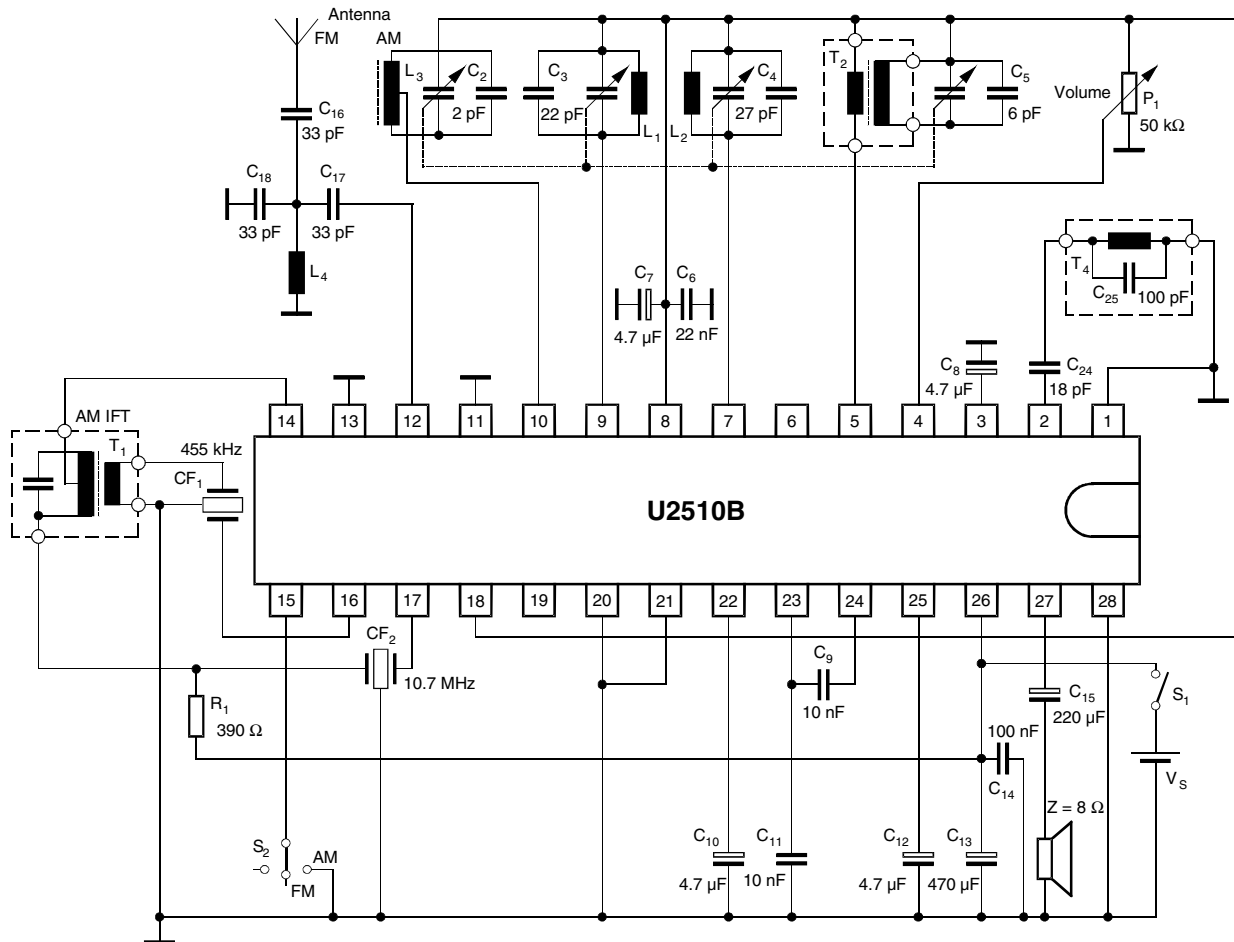 Antenna
FM
AM
C16
33 pF
C18
33 pF
C17
33 pF
L4
L3
C2
2 pF
C3
22 pF
L1
L2
C4
27 pF
T2
C5
6 pF
Volume
P1
50 kΩ
C7
4.7 µF
C6
22 nF
C8
4.7 µF
T4
C25
100 pF
C24
18 pF
14 13 12 11 10 9 8 7 6 5 4 3 2 1
AM IFT
T1
455 kHz
CF1
U2510B
15 16 17 18 19 20 21 22 23 24 25 26 27 28
CF2
10.7 MHz
R1
390 Ω
C9
10 nF
C15
220 µF
S1
100 nF
C14
VS
Z = 8 Ω
S2
AM
FM
C10
4.7 µF
C11
10 nF
C12
4.7 µF
C13
470 µF